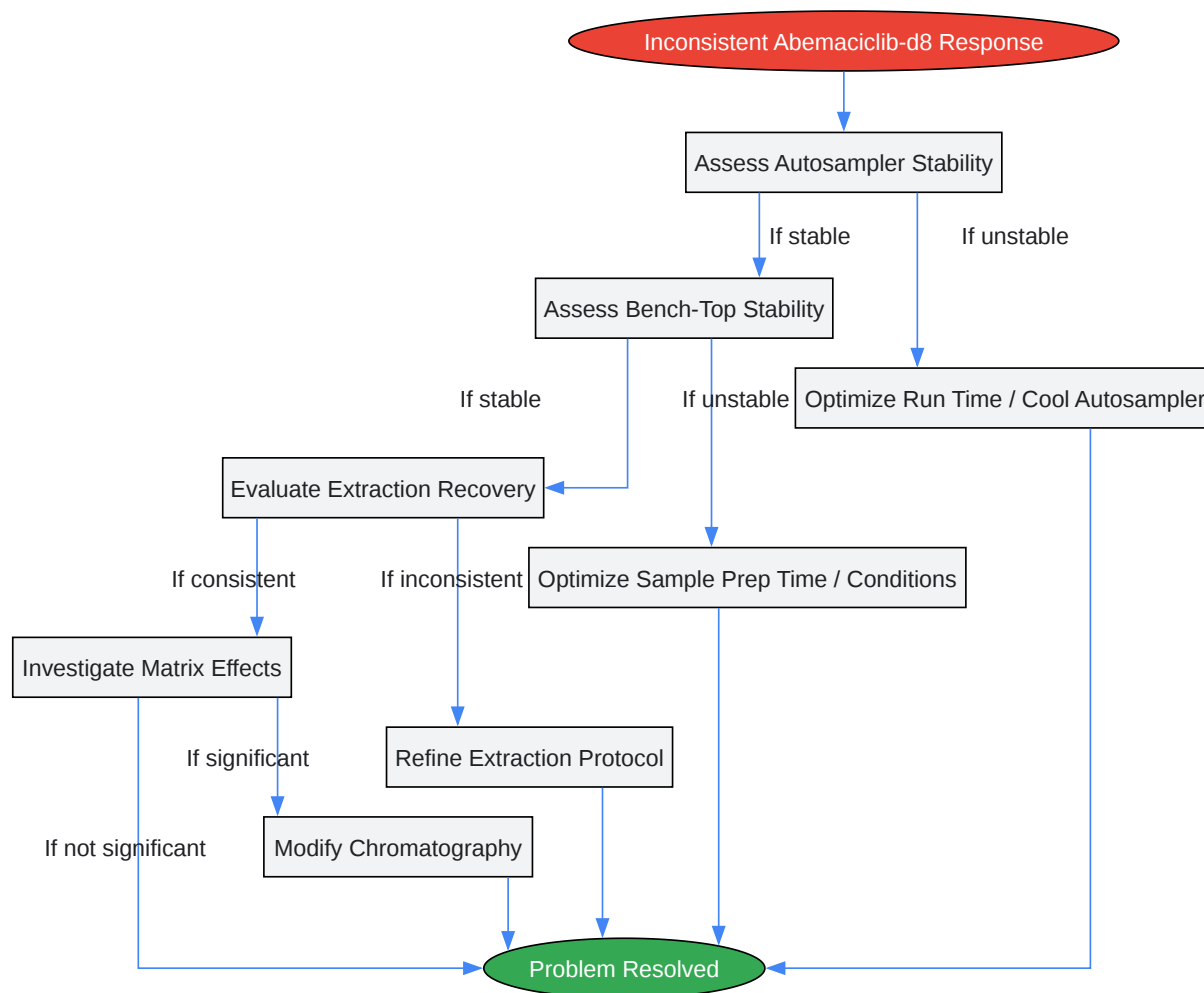 Inconsistent Abemaciclib-d8 Response
Assess Autosampler Stability
If stable
If unstable
Assess Bench-Top Stability
If stable
If unstable
Optimize Run Time / Cool Autosampler
Evaluate Extraction Recovery
If consistent
If inconsistent
Optimize Sample Prep Time / Conditions
Investigate Matrix Effects
If significant
Refine Extraction Protocol
If not significant
Modify Chromatography
Problem Resolved